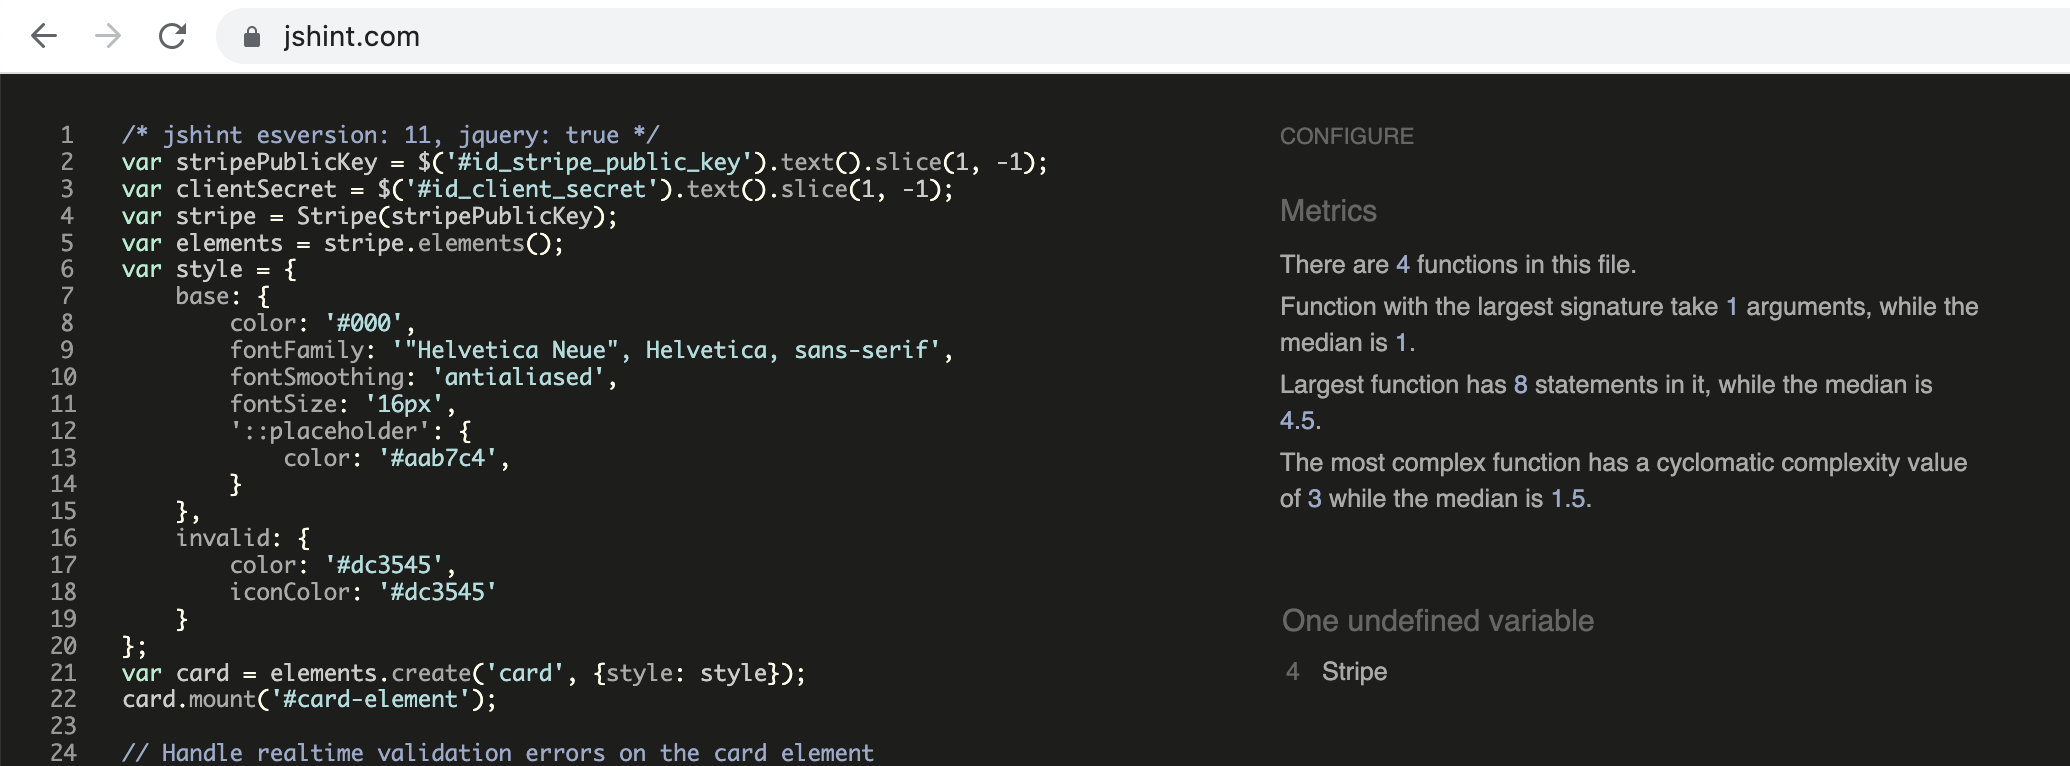 jshint.com
1 /* jshint esversion: 11, jquery: true */
2 var stripePublicKey = $('#id_stripe_public_key').text().slice(1, -1);
3 var clientSecret = $('#id_client_secret').text().slice(1, -1);
4 var stripe = Stripe(stripePublicKey);
5 var elements = stripe.elements();
6 var style = {
7     base: {
8         color: '#000',
9         fontFamily: '"Helvetica Neue", Helvetica, sans-serif',
10         fontSmoothing: 'antialiased',
11         fontSize: '16px',
12         '::placeholder': {
13             color: '#aab7c4',
14         }
15     },
16     invalid: {
17         color: '#dc3545',
18         iconColor: '#dc3545'
19     }
20 };
21 var card = elements.create('card', {style: style});
22 card.mount('#card-element');
23
24 // Handle realtime validation errors on the card element
CONFIGURE
Metrics
There are 4 functions in this file.
Function with the largest signature take 1 arguments, while the
median is 1.
Largest function has 8 statements in it, while the median is
4.5.
The most complex function has a cyclomatic complexity value
of 3 while the median is 1.5.
One undefined variable
4 Stripe